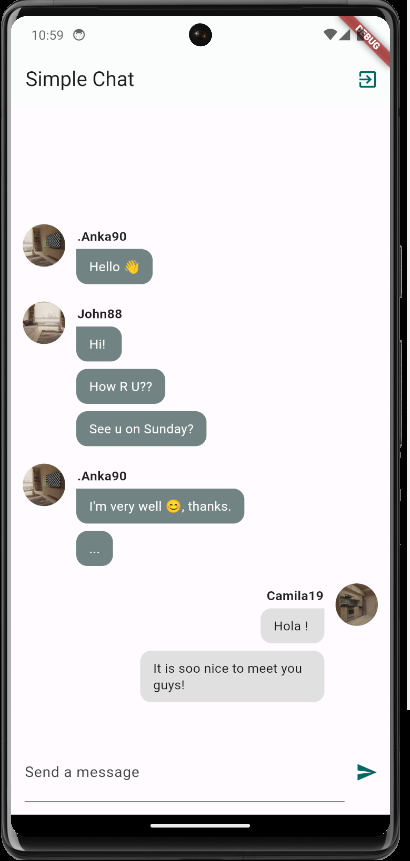 10:59
DEBUG
Simple Chat
.Anka90
Hello 👋
John88
Hi!
How R U??
See u on Sunday?
.Anka90
I'm very well 😊, thanks.
...
Camila19
Hola !
It is soo nice to meet you
guys!
Send a message